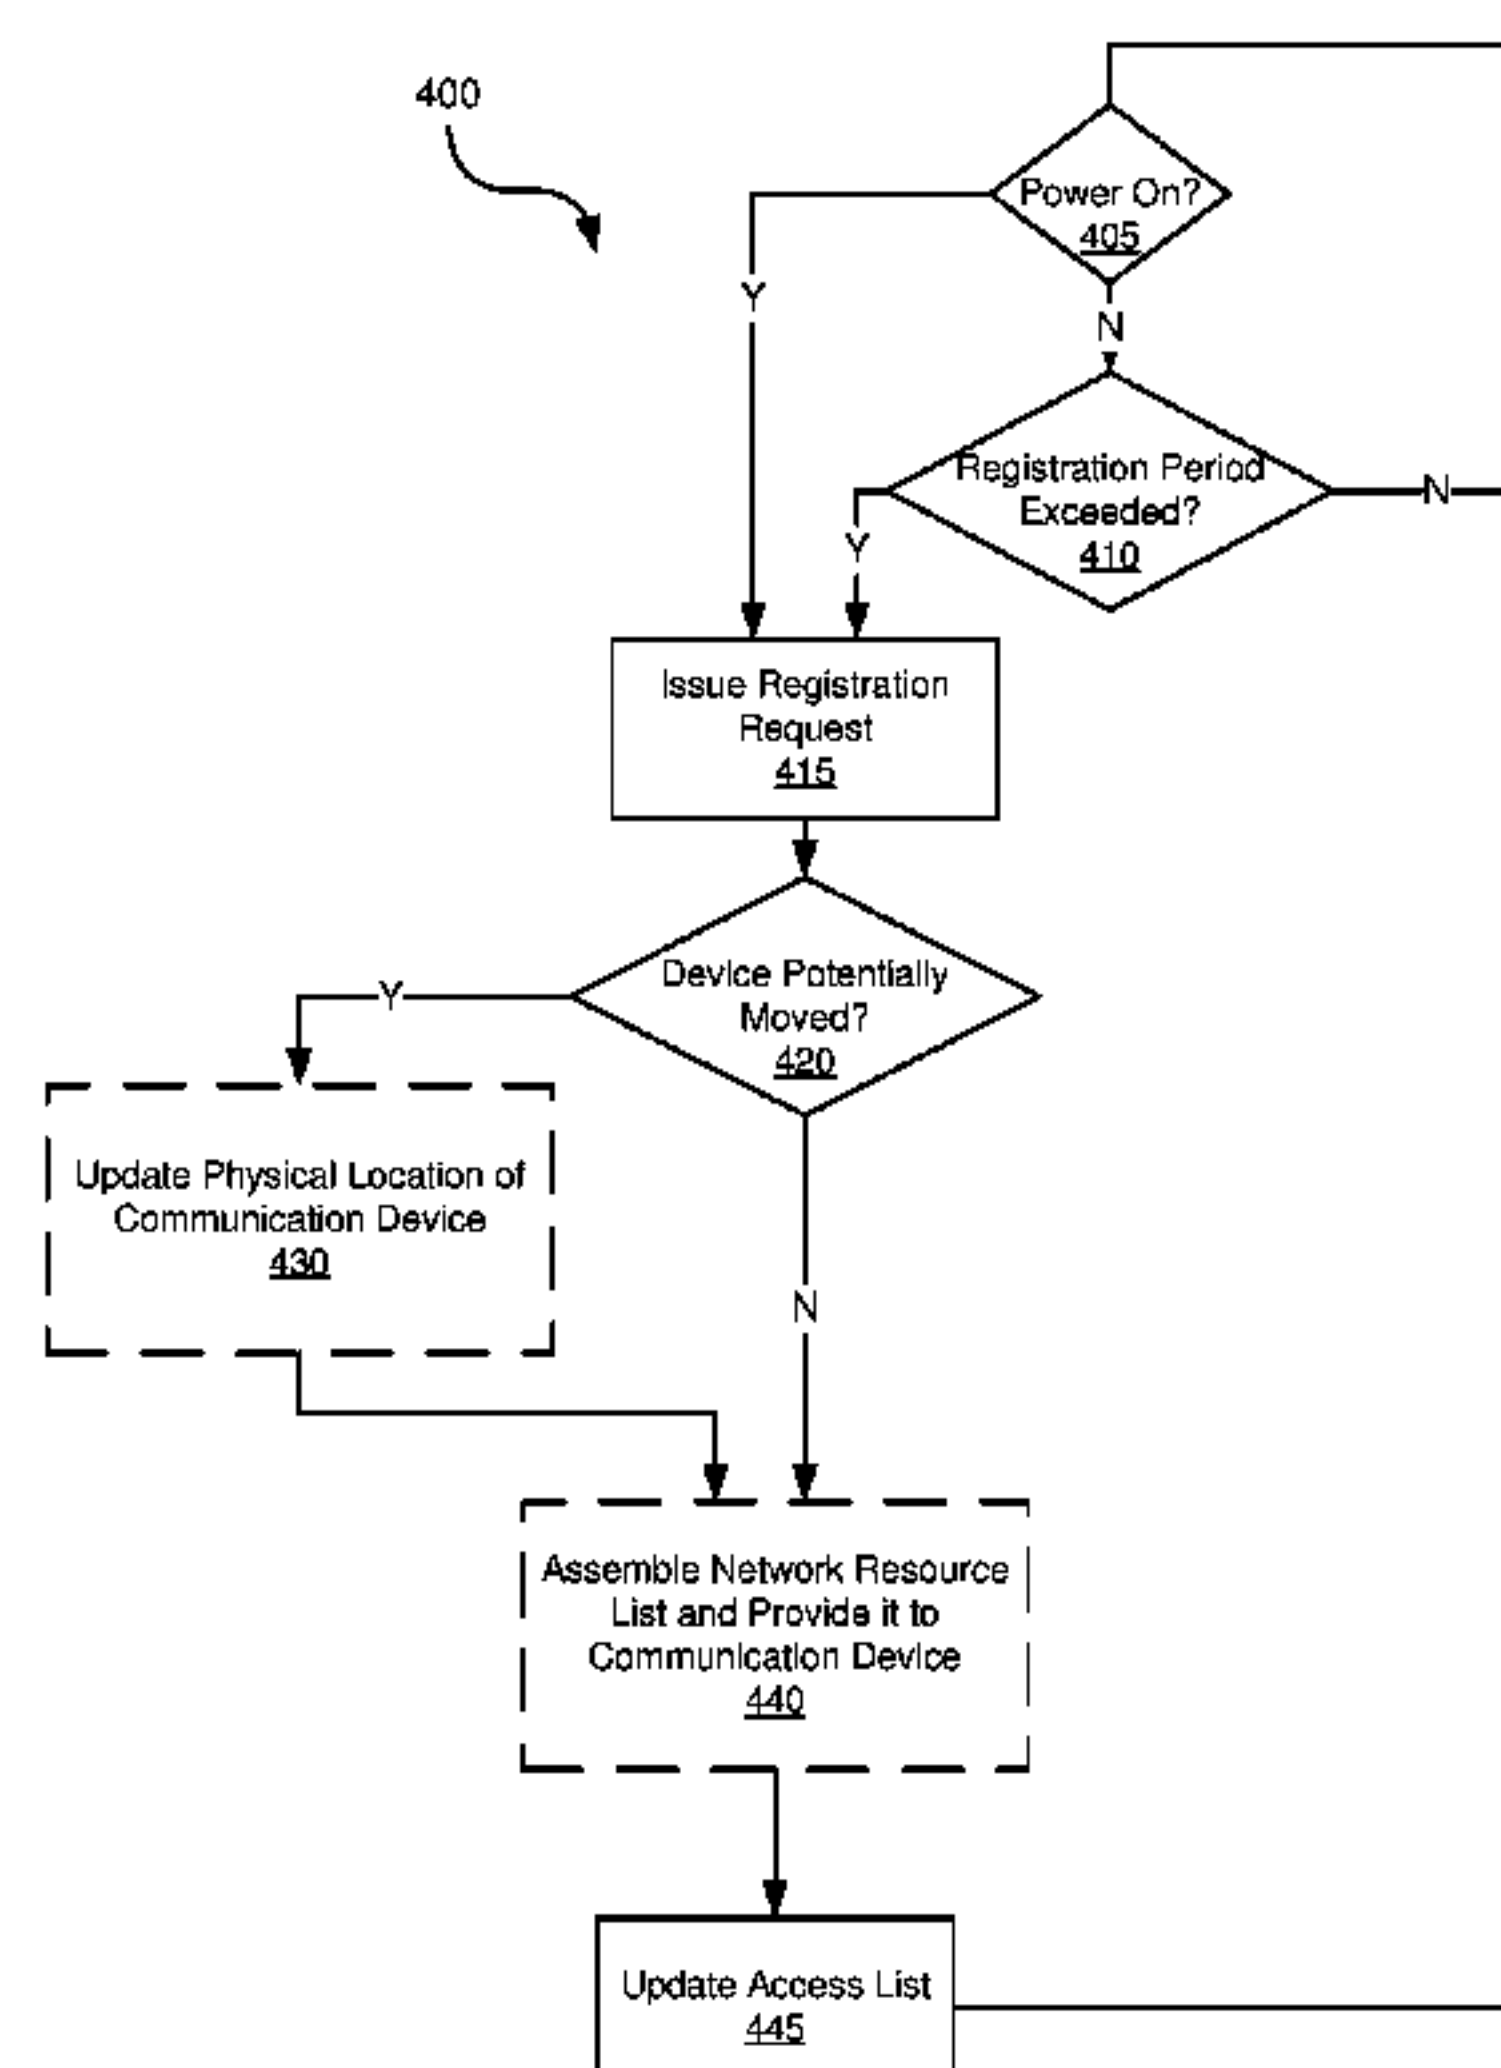 400
Power On?
405
Y
N
Registration Period
Exceeded?
410
N
Y
Issue Registration
Request
415
Device Potentially
Moved?
420
Y
Update Physical Location of
Communication Device
430
N
Assemble Network Resource
List and Provide it to
Communication Device
440
Update Access List
445